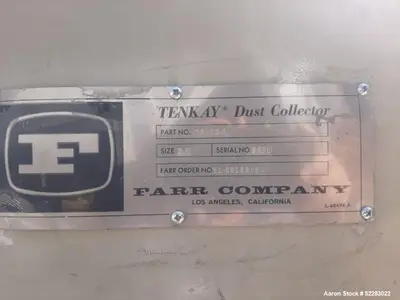 F
TENKAY® Dust Collector
PART NO.
SIZE
SERIAL NO.
FARR ORDER NO.
FARR COMPANY
LOS ANGELES, CALIFORNIA
Aaron Stock # 52283022